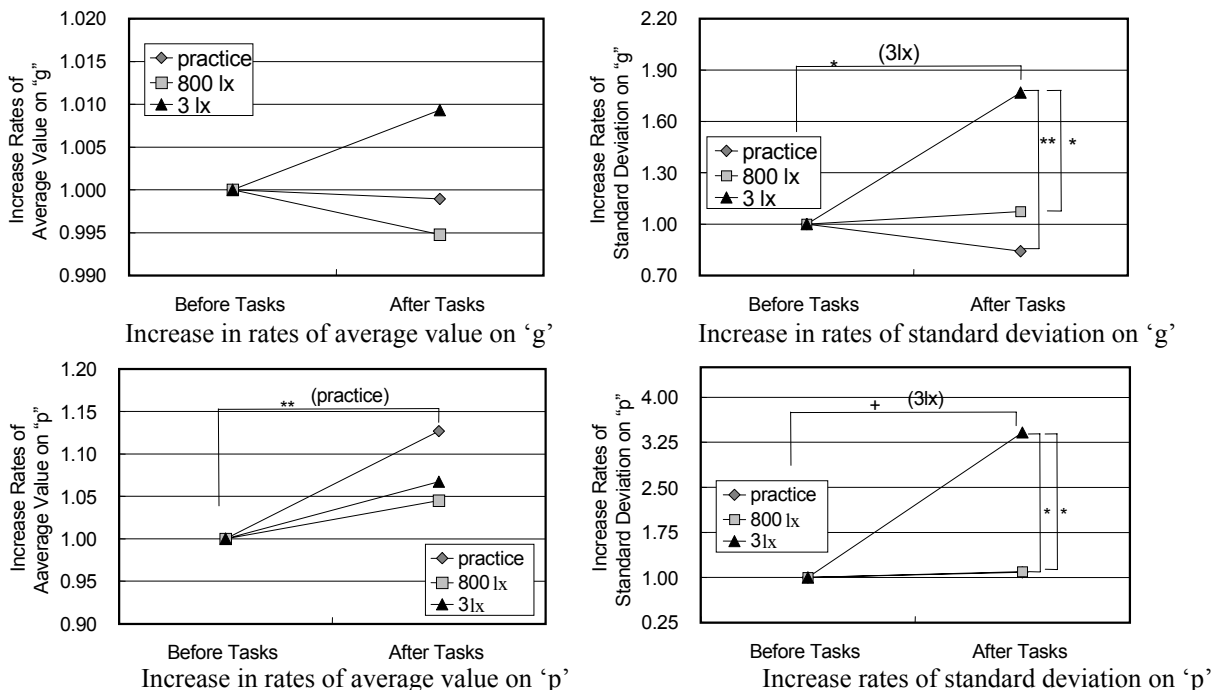 1.020
1.015
1.010
1.005
1.000
0.995
0.990
Increase Rates of
Average Value on "g"
practice
800 lx
3 lx
Before Tasks
After Tasks
Increase in rates of average value on ‘g’
2.20
1.90
1.60
1.30
1.00
0.70
Increase Rates of
Standard Deviation on "g"
(3lx)
*
**
*
practice
800 lx
3 lx
Before Tasks
After Tasks
Increase in rates of standard deviation on ‘g’
1.20
1.15
1.10
1.05
1.00
0.95
0.90
Increase Rates of
Aaverage Value on "p"
** (practice)
practice
800 lx
3lx
Before Tasks
After Tasks
Increase in rates of average value on ‘p’
4.00
3.25
2.50
1.75
1.00
0.25
Increase Rates of
Standard Deviation on "p"
+ (3lx)
* *
practice
800 lx
3lx
Before Tasks
After Tasks
Increase rates of standard deviation on ‘p’